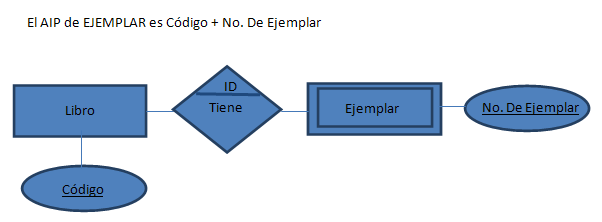 El AIP de EJEMPLAR es Código + No. De Ejemplar
ID
Libro
Tiene
Ejemplar
No. De Ejemplar
Código